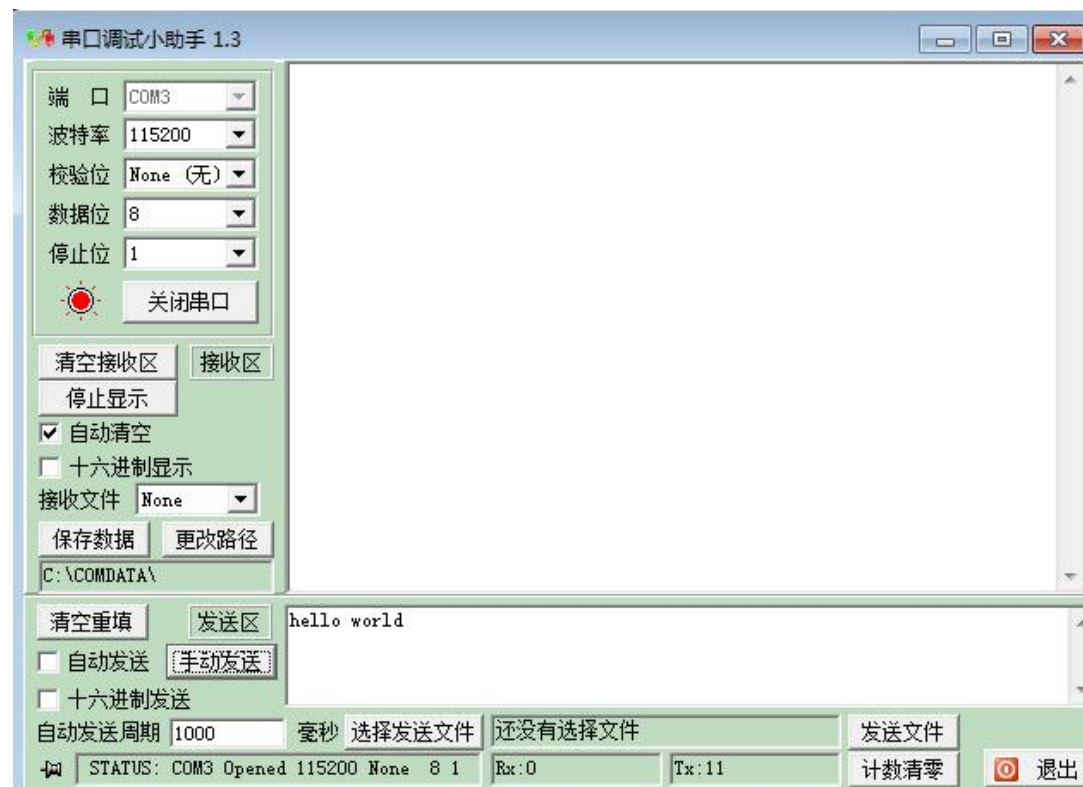 串口调试小助手 1.3
端 口 COM3
波特率 115200
校验位 None (无)
数据位 8
停止位 1
关闭串口
清空接收区 接收区
停止显示
自动清空
十六进制显示
接收文件 None
保存数据 更改路径
C:\COMDATA\
清空重填 发送区 hello world
自动发送 手动发送
十六进制发送
自动发送周期 1000 毫秒 选择发送文件 还没有选择文件 发送文件
STATUS: COM3 Opened 115200 None 8 1 Rx:0 Tx:11 计数清零 退出